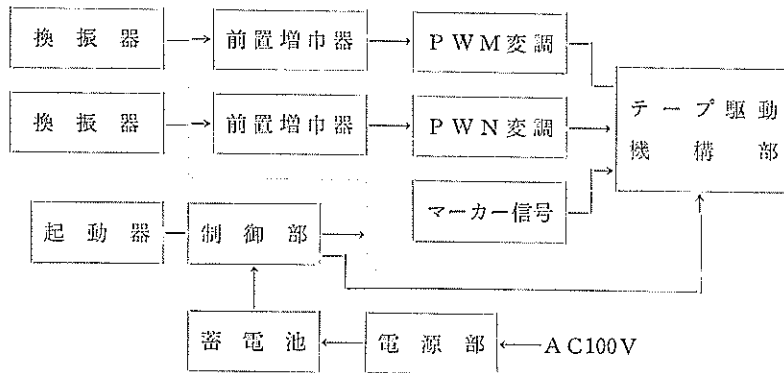 換振器
前置増巾器
PWM変調
換振器
前置増巾器
PWN変調
テープ駆動
機構部
マーカー信号
起動器
制御部
蓄電池
電源部
AC100V